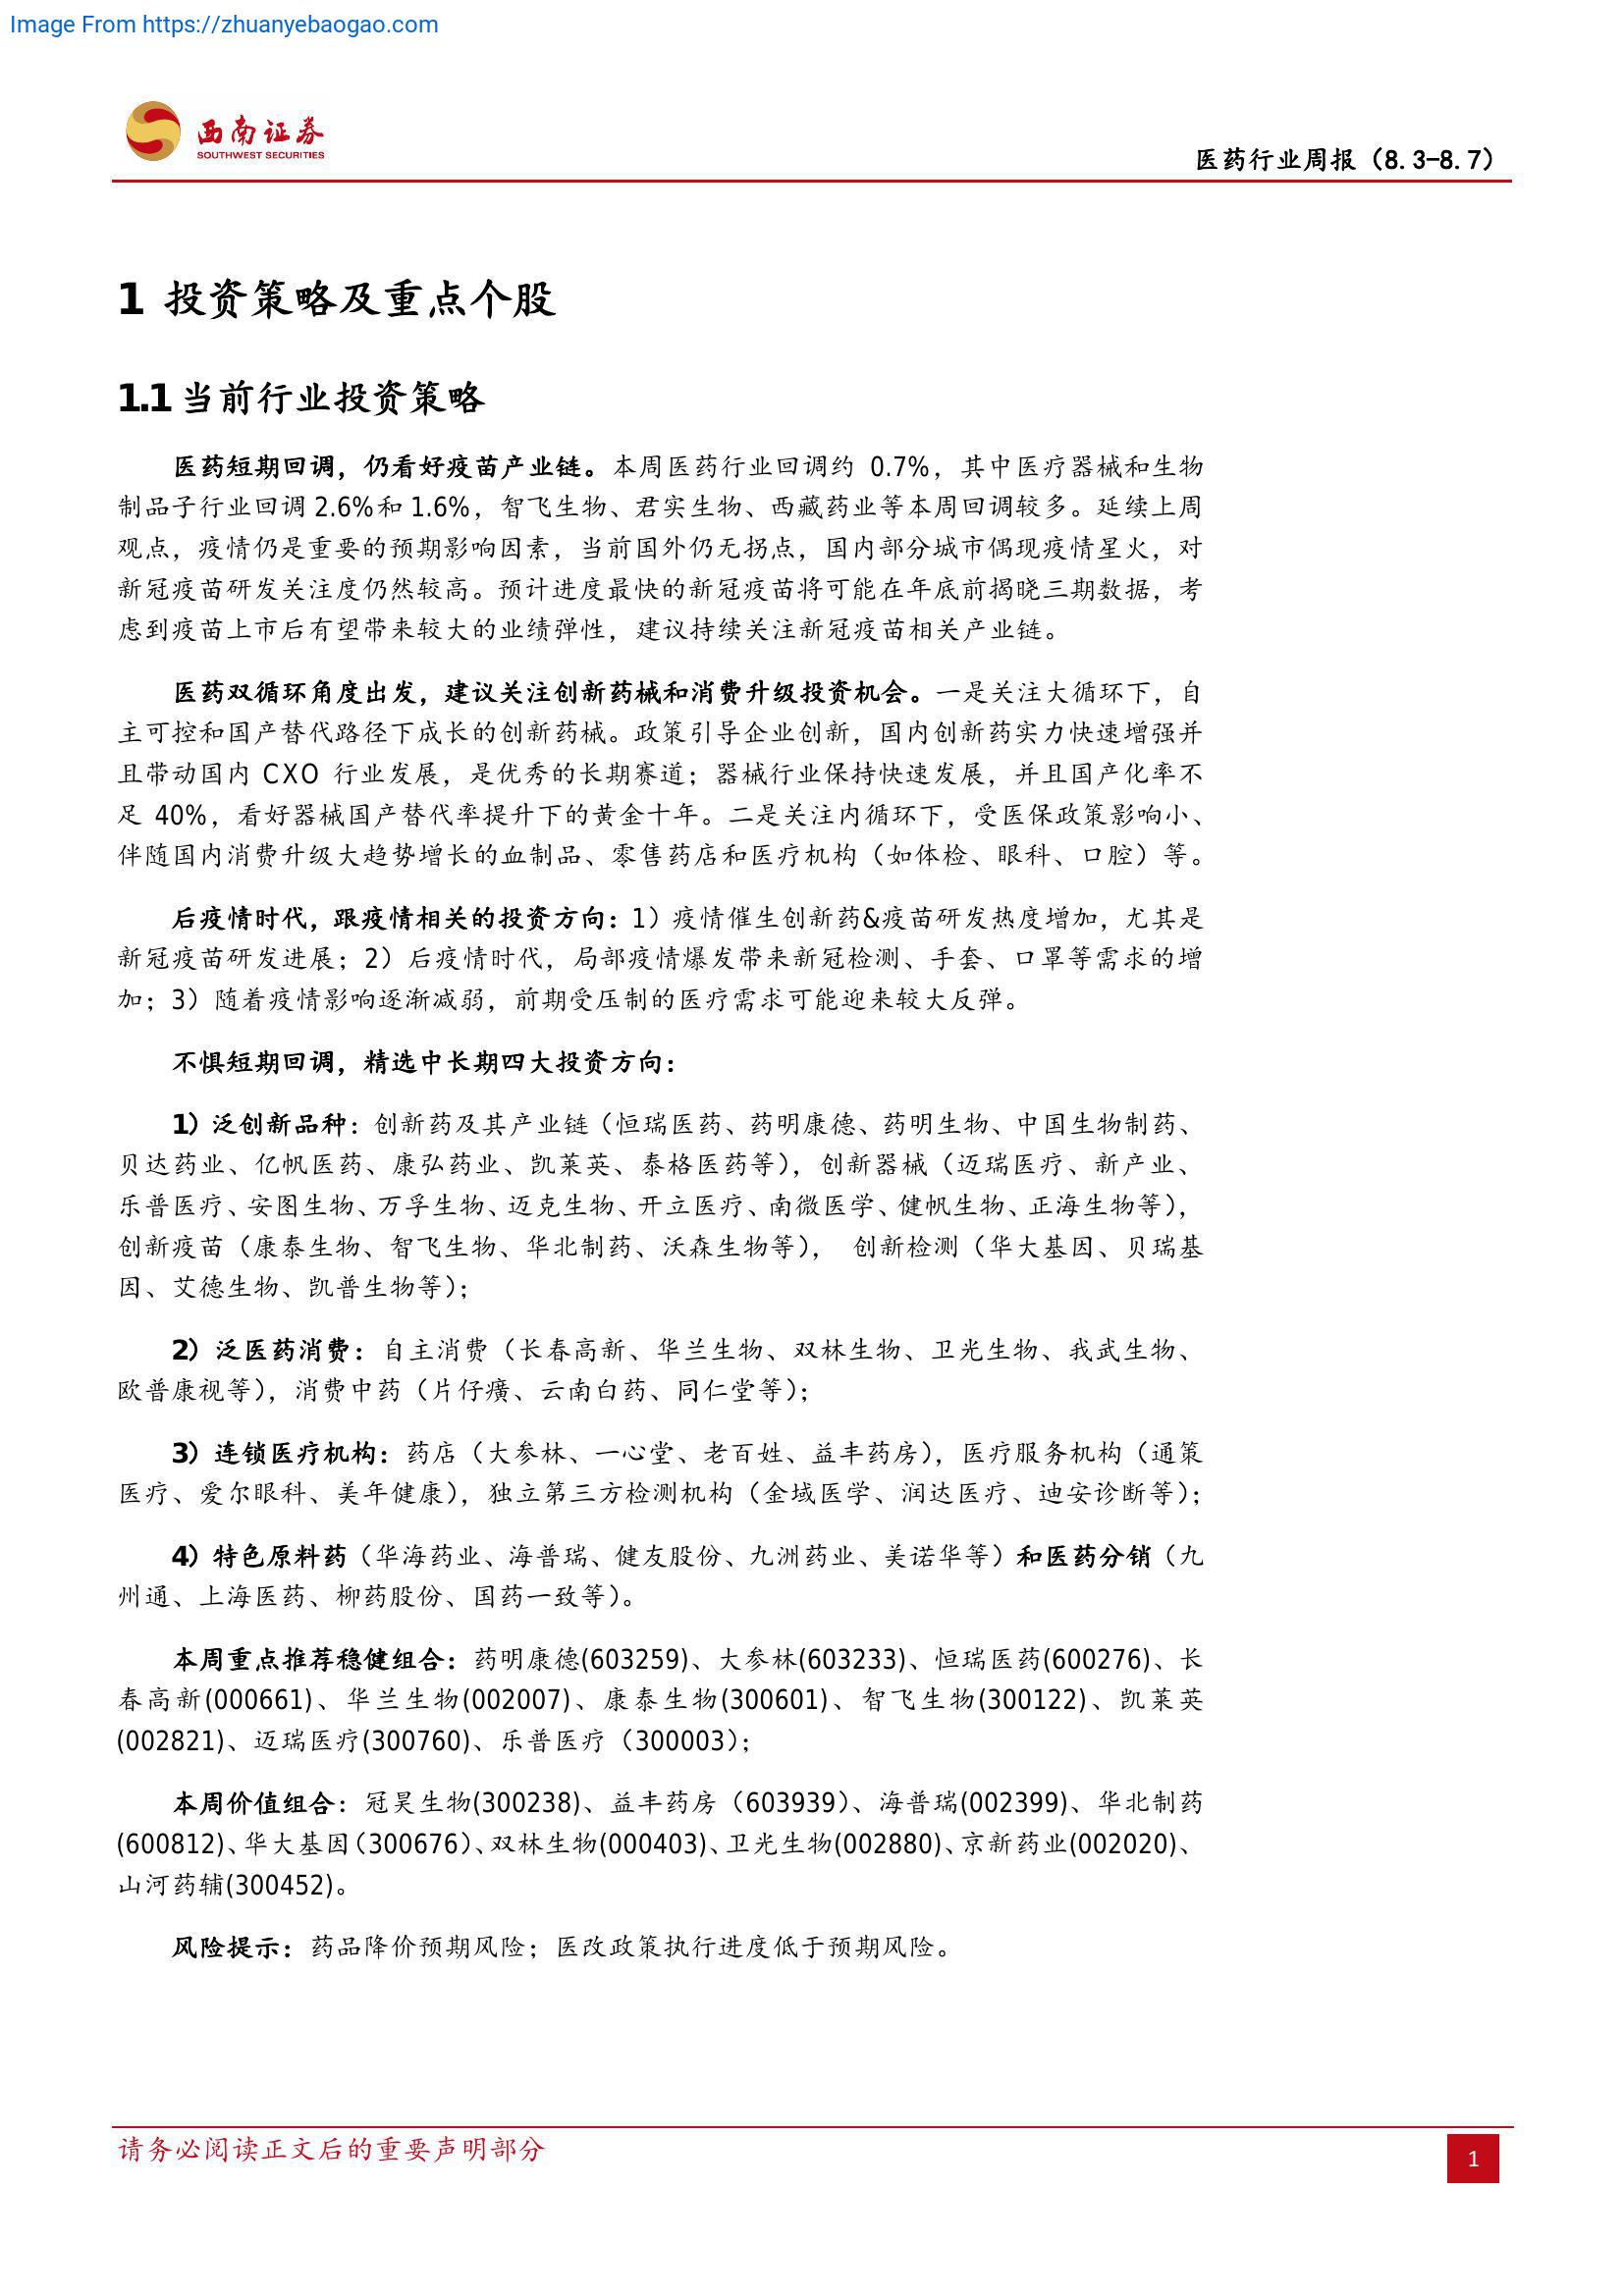 Image From https://zhuanyebaogao.com
西南证券
SOUTHWEST SECURITIES
医药行业周报（8.3-8.7）
1 投资策略及重点个股
1.1当前行业投资策略
医药短期回调，仍看好疫苗产业链。本周医药行业回调约 0.7%，其中医疗器械和生物
制品子行业回调 2.6%和 1.6%，智飞生物、君实生物、西藏药业等本周回调较多。延续上周
观点，疫情仍是重要的预期影响因素，当前国外仍无拐点，国内部分城市偶现疫情星火，对
新冠疫苗研发关注度仍然较高。预计进度最快的新冠疫苗将可能在年底前揭晓三期数据，考
虑到疫苗上市后有望带来较大的业绩弹性，建议持续关注新冠疫苗相关产业链。
医药双循环角度出发，建议关注创新药械和消费升级投资机会。一是关注大循环下，自
主可控和国产替代路径下成长的创新药械。政策引导企业创新，国内创新药实力快速增强并
且带动国内 CXO 行业发展，是优秀的长期赛道；器械行业保持快速发展，并且国产化率不
足 40%，看好器械国产替代率提升下的黄金十年。二是关注内循环下，受医保政策影响小、
伴随国内消费升级大趋势增长的血制品、零售药店和医疗机构（如体检、眼科、口腔）等。
后疫情时代，跟疫情相关的投资方向：1）疫情催生创新药&疫苗研发热度增加，尤其是
新冠疫苗研发进展；2）后疫情时代，局部疫情爆发带来新冠检测、手套、口罩等需求的增
加；3）随着疫情影响逐渐减弱，前期受压制的医疗需求可能迎来较大反弹。
不惧短期回调，精选中长期四大投资方向：
1）泛创新品种：创新药及其产业链（恒瑞医药、药明康德、药明生物、中国生物制药、
贝达药业、亿帆医药、康弘药业、凯莱英、泰格医药等），创新器械（迈瑞医疗、新产业、
乐普医疗、安图生物、万孚生物、迈克生物、开立医疗、南微医学、健帆生物、正海生物等），
创新疫苗（康泰生物、智飞生物、华北制药、沃森生物等）， 创新检测（华大基因、贝瑞基
因、艾德生物、凯普生物等）；
2）泛医药消费：自主消费（长春高新、华兰生物、双林生物、卫光生物、我武生物、
欧普康视等），消费中药（片仔癀、云南白药、同仁堂等）；
3）连锁医疗机构：药店（大参林、一心堂、老百姓、益丰药房），医疗服务机构（通策
医疗、爱尔眼科、美年健康），独立第三方检测机构（金域医学、润达医疗、迪安诊断等）；
4）特色原料药（华海药业、海普瑞、健友股份、九洲药业、美诺华等）和医药分销（九
州通、上海医药、柳药股份、国药一致等）。
本周重点推荐稳健组合：药明康德(603259)、大参林(603233)、恒瑞医药(600276)、长
春高新(000661)、华兰生物(002007)、康泰生物(300601)、智飞生物(300122)、凯莱英
(002821)、迈瑞医疗(300760)、乐普医疗（300003）；
本周价值组合：冠昊生物(300238)、益丰药房（603939）、海普瑞(002399)、华北制药
(600812)、华大基因（300676）、双林生物(000403)、卫光生物(002880)、京新药业(002020)、
山河药辅(300452)。
风险提示：药品降价预期风险；医改政策执行进度低于预期风险。
请务必阅读正文后的重要声明部分
1